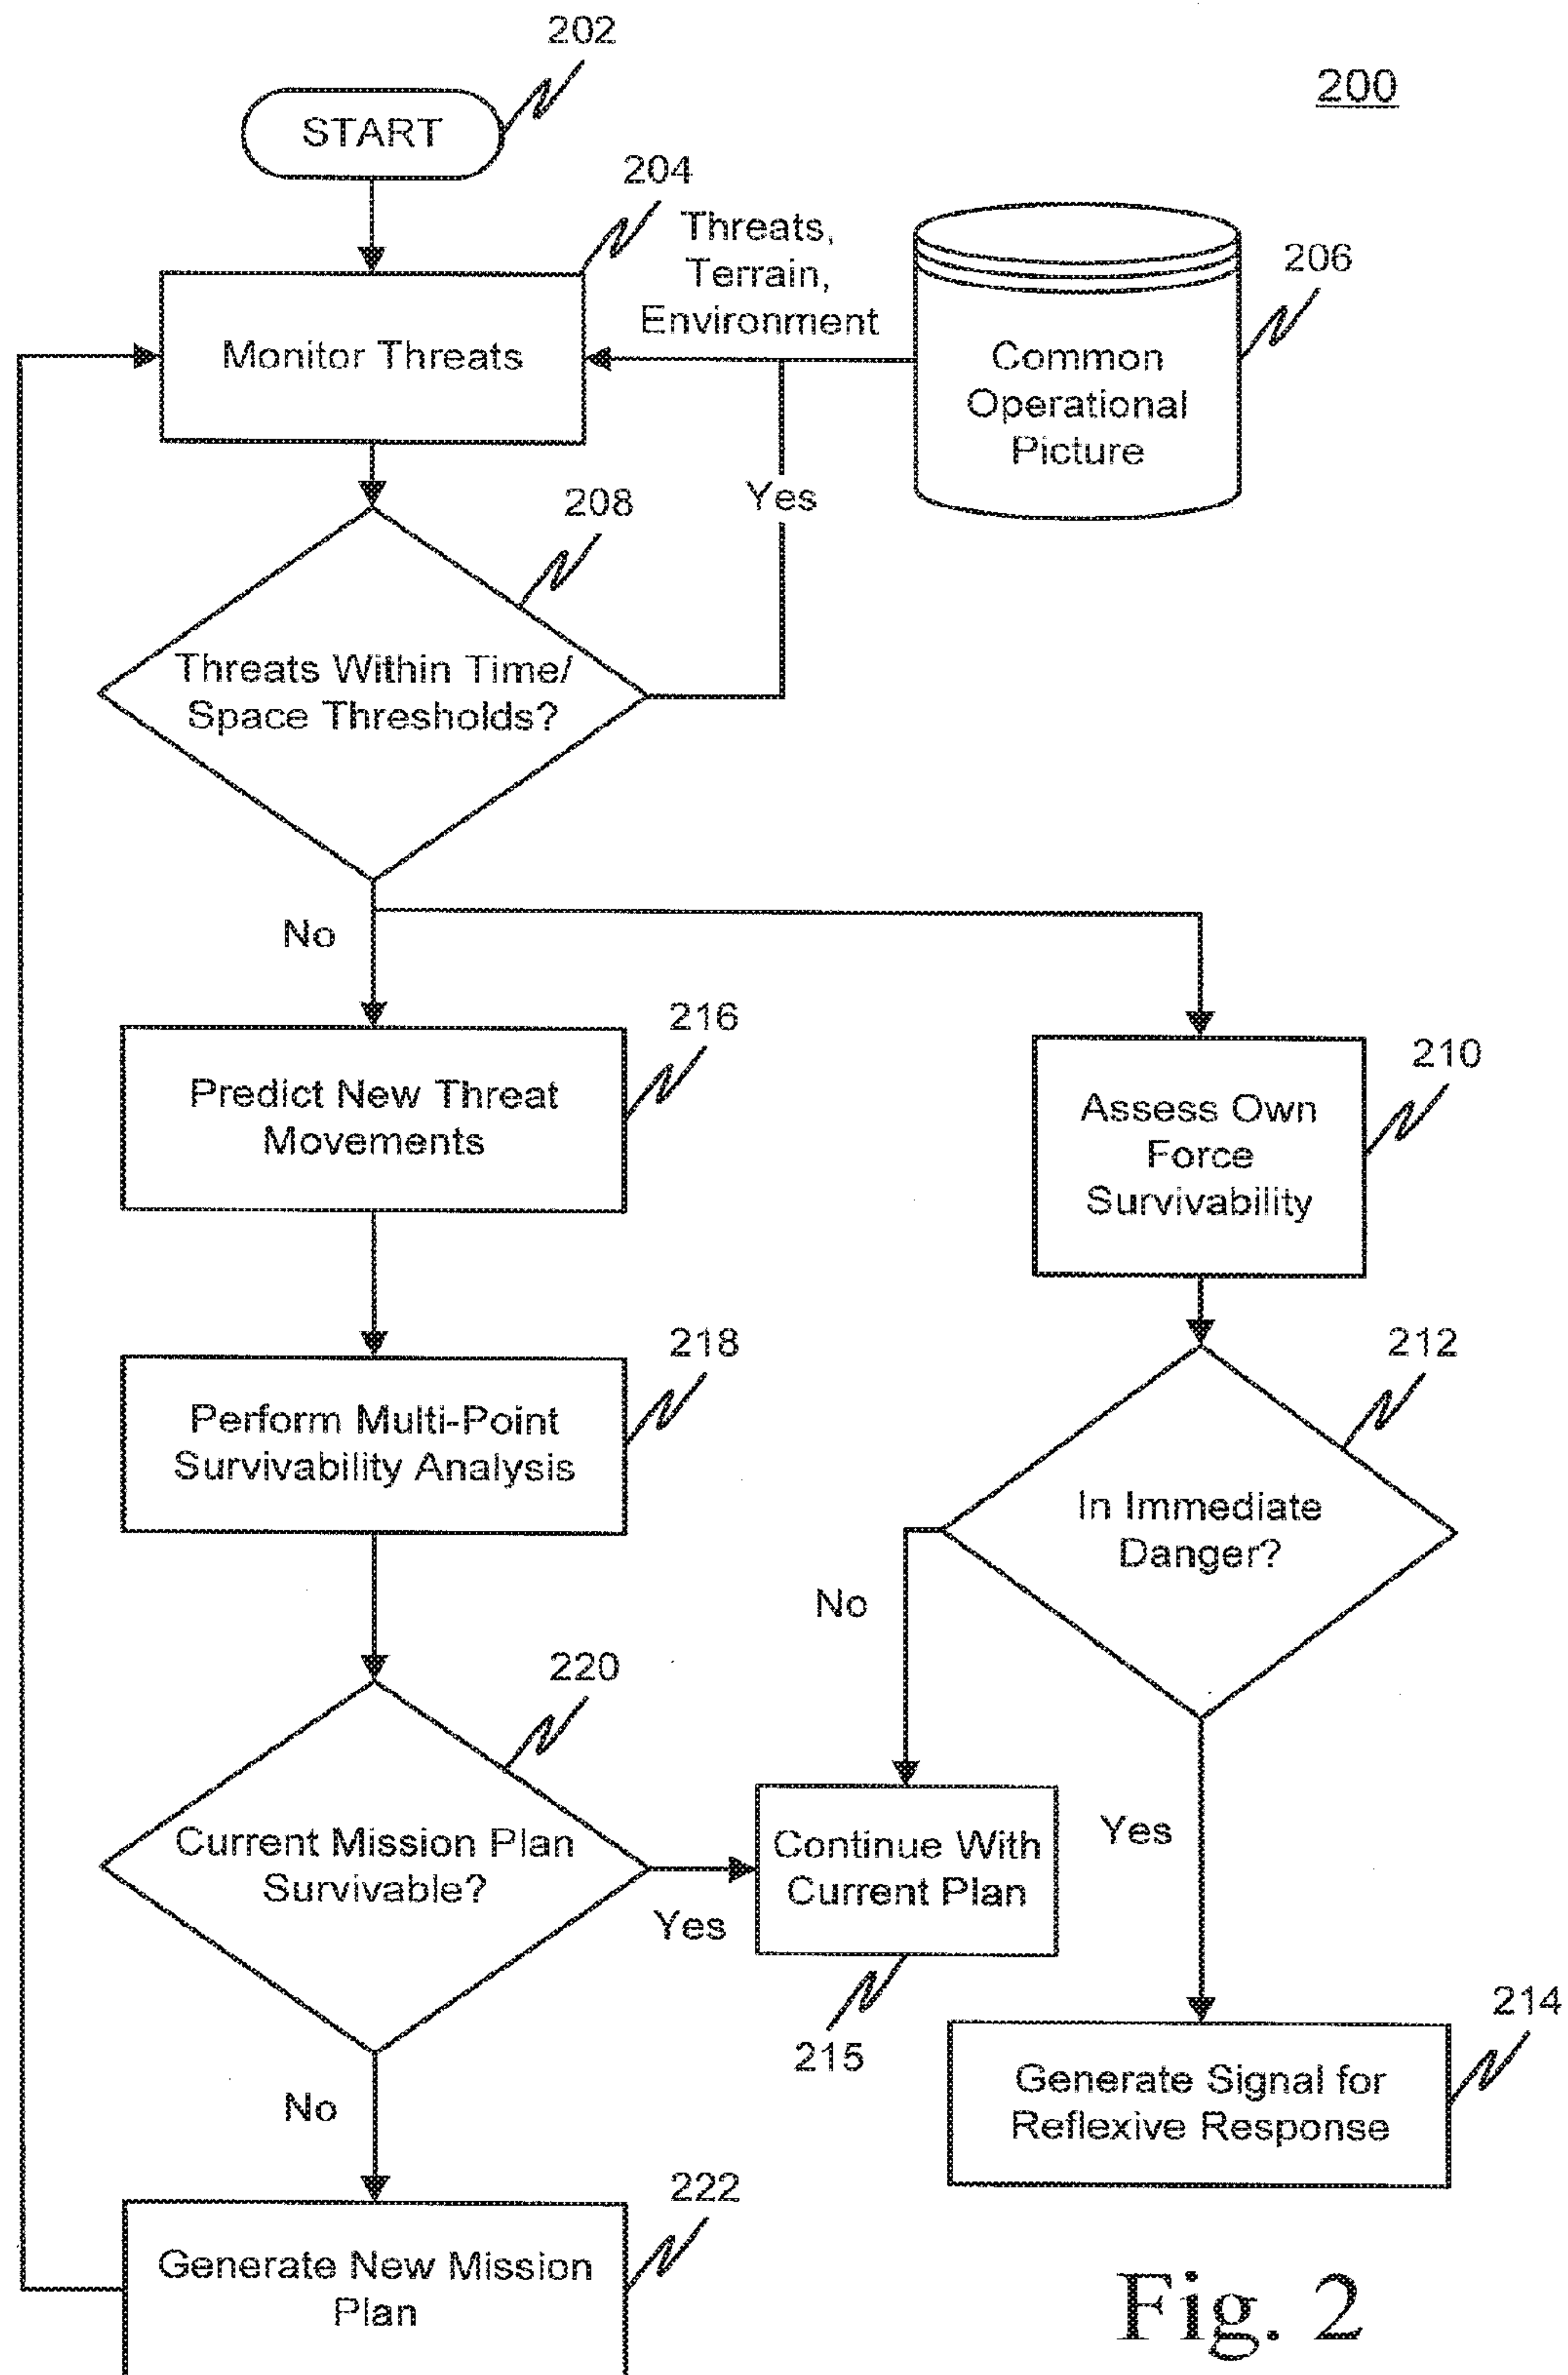 202
200
START
204
Threats,
Terrain,
Environment
206
Monitor Threats
Common
Operational
Picture
Yes
208
Threats Within Time/
Space Thresholds?
No
216
Predict New Threat
Movements
210
Assess Own
Force
Survivability
218
Perform Multi-Point
Survivability Analysis
212
In Immediate
Danger?
No
220
Current Mission Plan
Survivable?
Yes
Continue With
Current Plan
215
Yes
214
Generate Signal for
Reflexive Response
No
222
Generate New Mission
Plan
Fig. 2